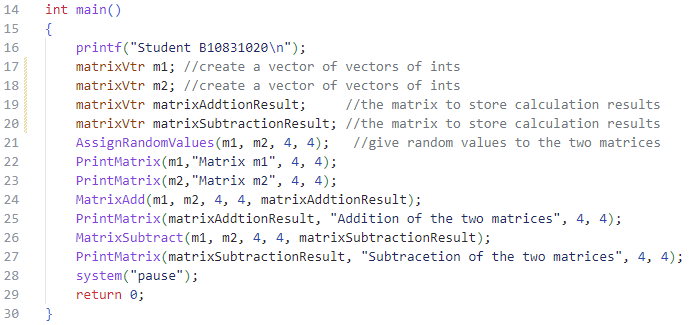 14 int main()
15 {
16 printf("Student B10831020\n");
17 matrixVtr m1; //create a vector of vectors of ints
18 matrixVtr m2; //create a vector of vectors of ints
19 matrixVtr matrixAddtionResult; //the matrix to store calculation results
20 matrixVtr matrixSubtractionResult; //the matrix to store calculation results
21 AssignRandomValues(m1, m2, 4, 4); //give random values to the two matrices
22 PrintMatrix(m1,"Matrix m1", 4, 4);
23 PrintMatrix(m2,"Matrix m2", 4, 4);
24 MatrixAdd(m1, m2, 4, 4, matrixAddtionResult);
25 PrintMatrix(matrixAddtionResult, "Addition of the two matrices", 4, 4);
26 MatrixSubtract(m1, m2, 4, 4, matrixSubtractionResult);
27 PrintMatrix(matrixSubtractionResult, "Subtracetion of the two matrices", 4, 4);
28 system("pause");
29 return 0;
30 }